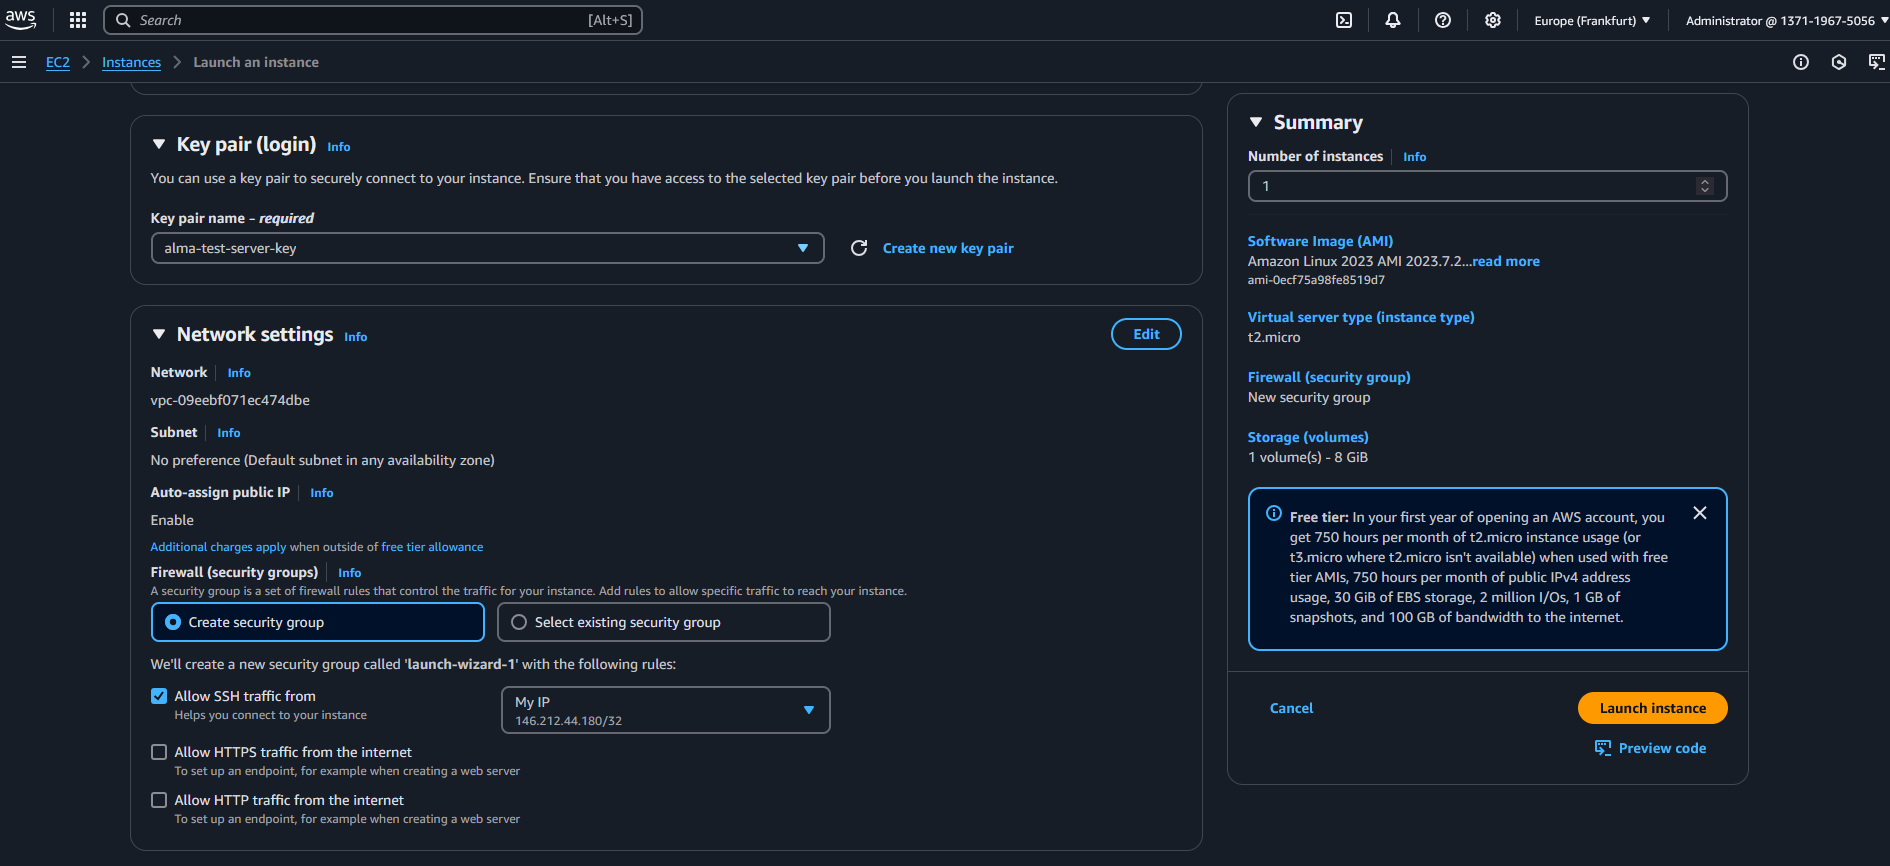 aws
Search [Alt+S]
Europe (Frankfurt)
Administrator @ 1371-1967-5056
EC2
Instances
Launch an instance
Key pair (login) Info
You can use a key pair to securely connect to your instance. Ensure that you have access to the selected key pair before you launch the instance.
Key pair name – required
alma-test-server-key
Create new key pair
Network settings Info
Edit
Network Info
vpc-09eebf071ec474dbe
Subnet Info
No preference (Default subnet in any availability zone)
Auto-assign public IP Info
Enable
Additional charges apply when outside of free tier allowance
Firewall (security groups) Info
A security group is a set of firewall rules that control the traffic for your instance. Add rules to allow specific traffic to reach your instance.
Create security group
Select existing security group
We'll create a new security group called 'launch-wizard-1' with the following rules:
Allow SSH traffic from
Helps you connect to your instance
My IP
146.212.44.180/32
Allow HTTPS traffic from the internet
To set up an endpoint, for example when creating a web server
Allow HTTP traffic from the internet
To set up an endpoint, for example when creating a web server
Summary
Number of instances Info
1
Software Image (AMI)
Amazon Linux 2023 AMI 2023.7.2...read more
ami-0ecf75a98fe8519d7
Virtual server type (instance type)
t2.micro
Firewall (security group)
New security group
Storage (volumes)
1 volume(s) - 8 GiB
Free tier: In your first year of opening an AWS account, you
get 750 hours per month of t2.micro instance usage (or
t3.micro where t2.micro isn't available) when used with free
tier AMIs, 750 hours per month of public IPv4 address
usage, 30 GiB of EBS storage, 2 million I/Os, 1 GB of
snapshots, and 100 GB of bandwidth to the internet.
Cancel
Launch instance
Preview code